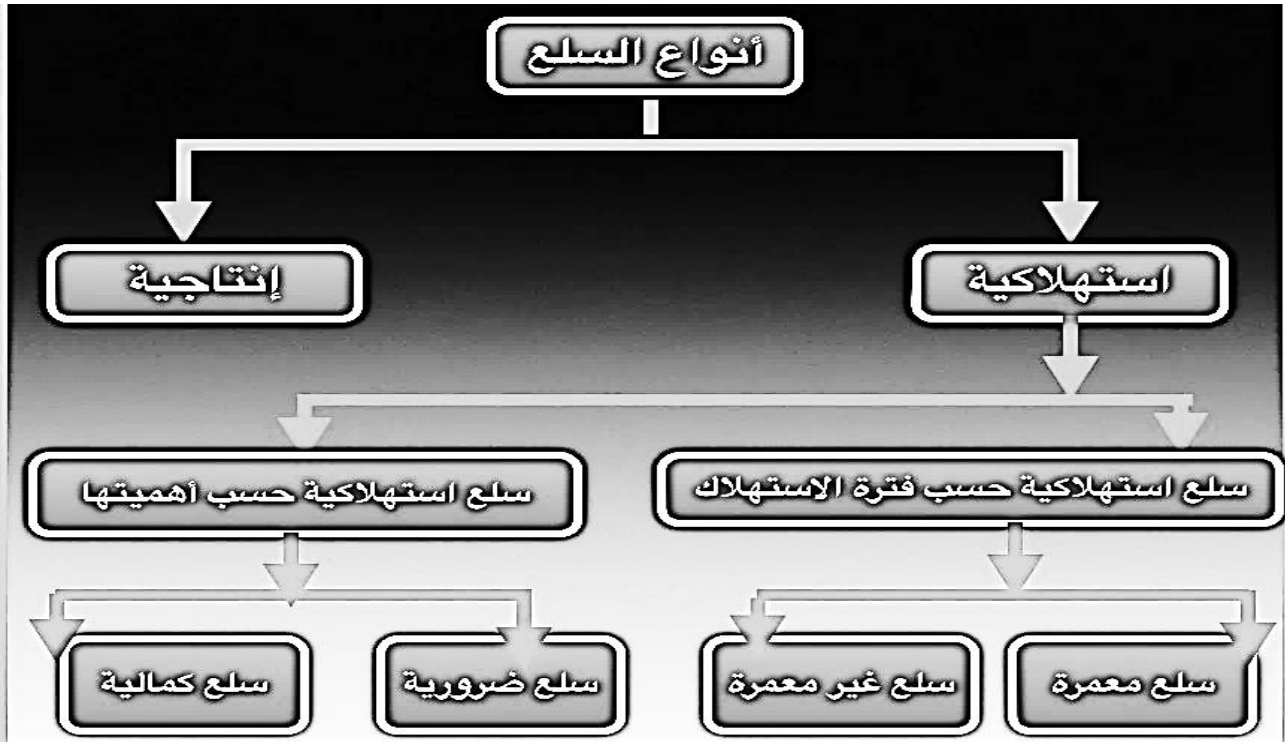 أنواع السلع
استهلاكية
إنتاجية
سلع استهلاكية حسب فترة الاستهلاك
سلع استهلاكية حسب أهميتها
سلع معمرة
سلع غير معمرة
سلع ضرورية
سلع كمالية